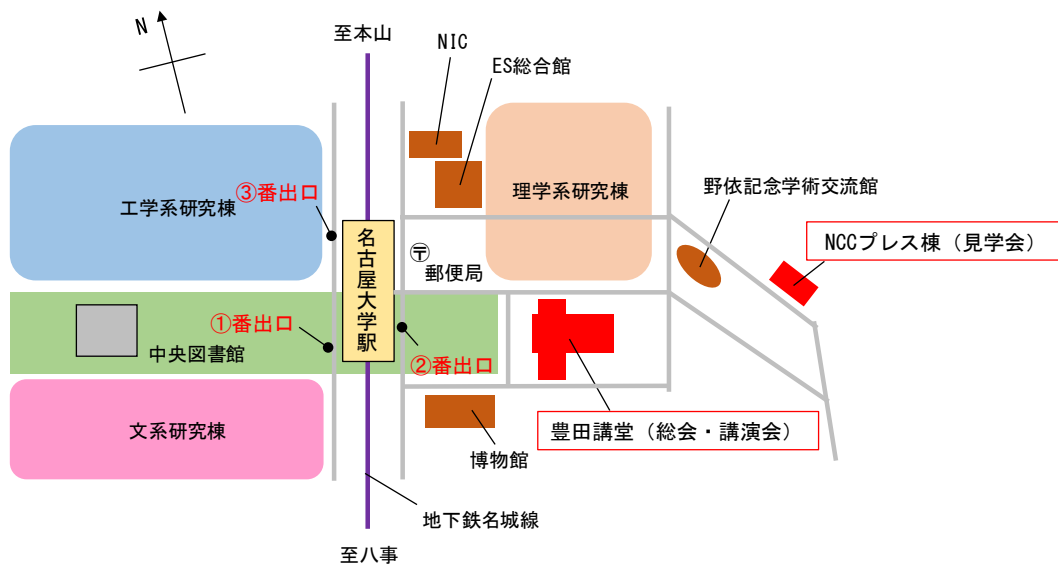 N
至本山
NIC
ES総合館
工学系研究棟
③番出口
理学系研究棟
野依記念学術交流館
NCCプレス棟（見学会）
名古屋大学駅
〒
郵便局
①番出口
中央図書館
②番出口
文系研究棟
豊田講堂（総会・講演会）
博物館
地下鉄名城線
至八事